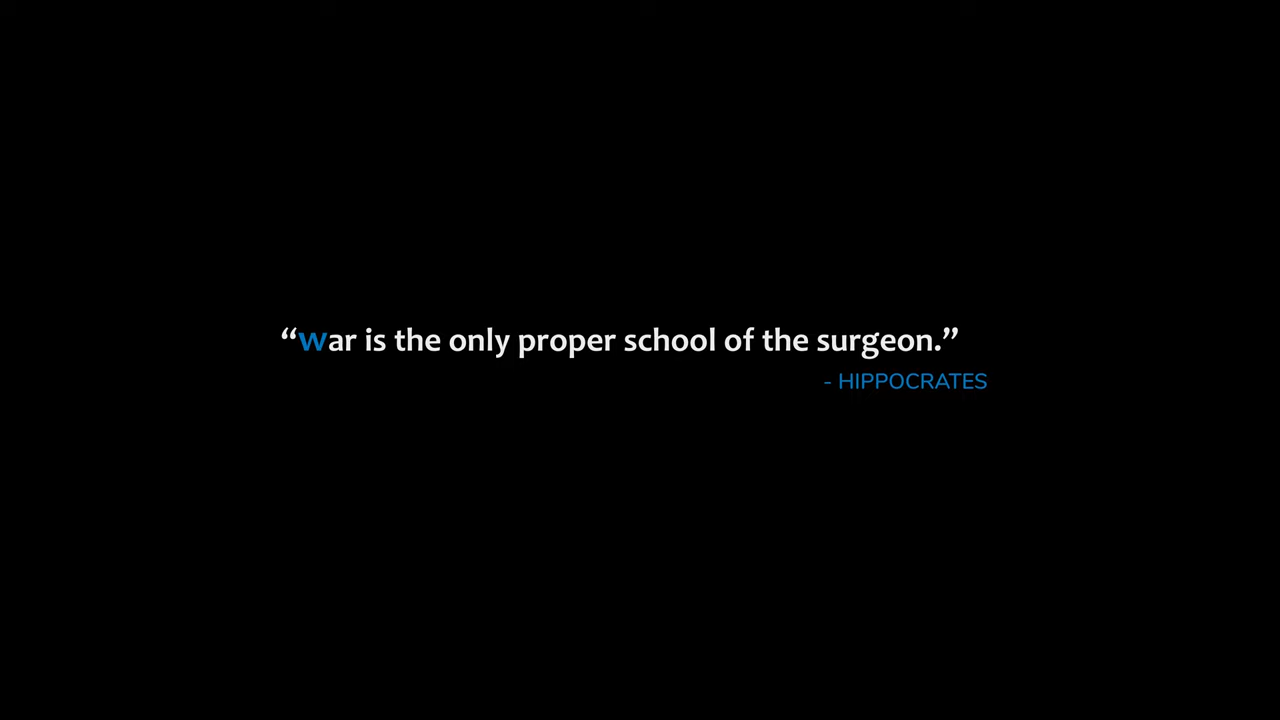 “war is the only proper school of the surgeon.”
- HIPPOCRATES